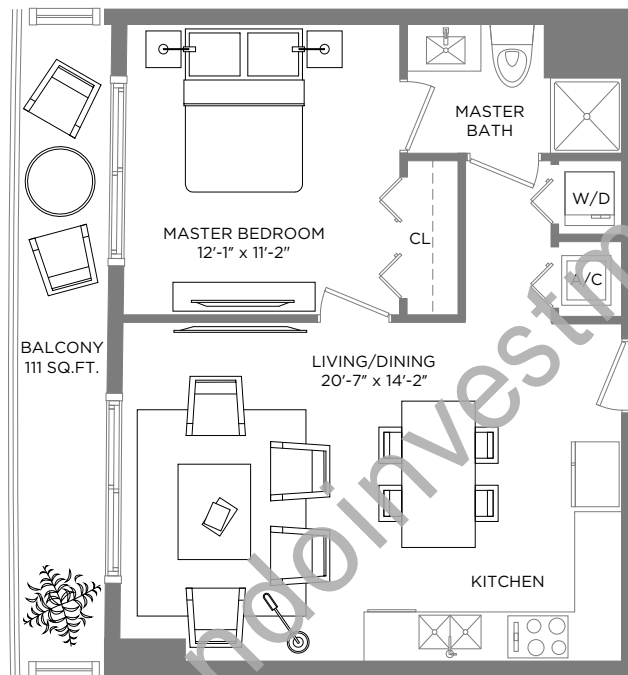 MASTER
BATH
W/D
MASTER BEDROOM
12'-1" x 11'-2"
CL
A/C
BALCONY
111 SQ.FT.
LIVING/DINING
20'-7" x 14'-2"
KITCHEN
ndoinvestm